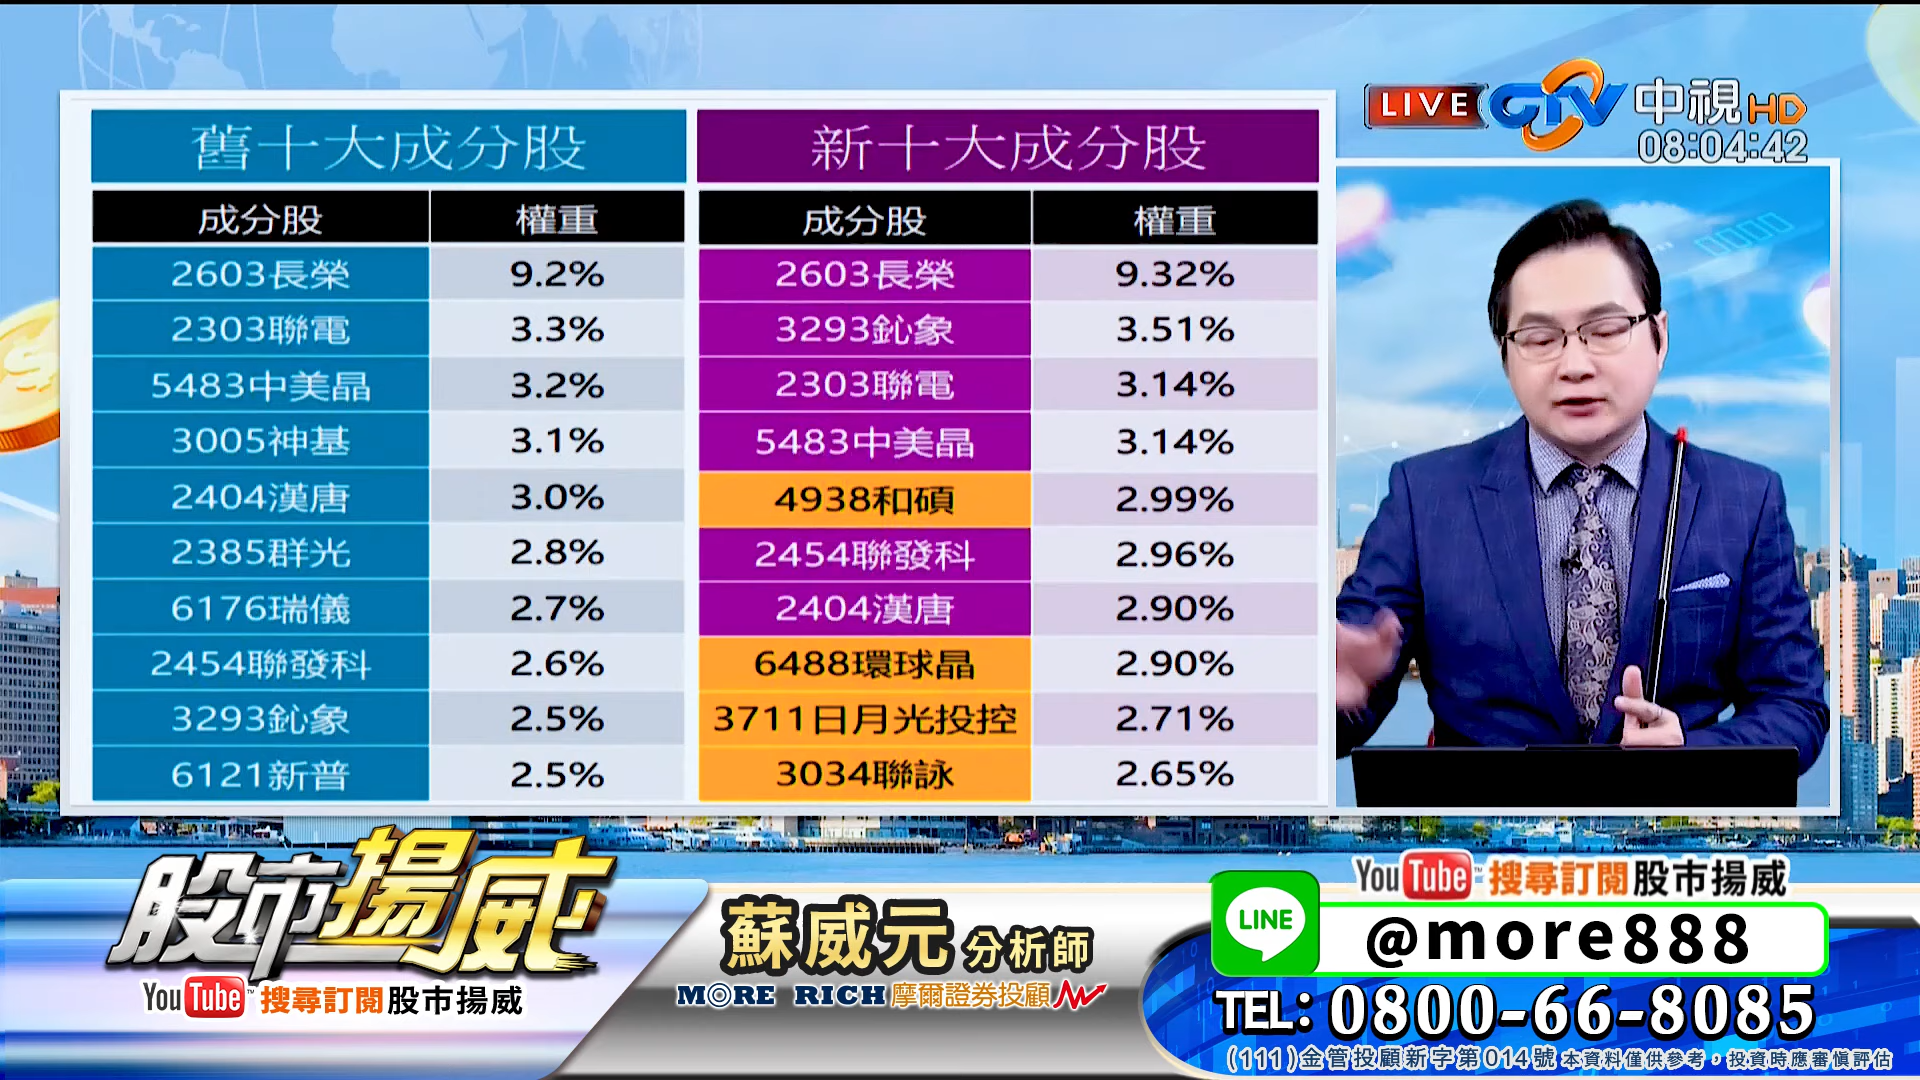 舊十大成分股 新十大成分股
成分股 權重 成分股 權重
2603長榮 9.2% 2603長榮 9.32%
2303聯電 3.3% 3293鈊象 3.51%
5483中美晶 3.2% 2303聯電 3.14%
3005神基 3.1% 5483中美晶 3.14%
2404漢唐 3.0% 4938和碩 2.99%
2385群光 2.8% 2454聯發科 2.96%
6176瑞儀 2.7% 2404漢唐 2.90%
2454聯發科 2.6% 6488環球晶 2.90%
3293鈊象 2.5% 3711日月光投控 2.71%
6121新普 2.5% 3034聯詠 2.65%
LIVE CTV 中視 HD
08:04:42
股市揚威
YouTube 搜尋訂閱股市揚威
蘇威元 分析師
MORE RICH 摩爾證券投顧
YouTube 搜尋訂閱股市揚威
LINE @more888
TEL: 0800-66-8085
(111)金管投顧新字第014號 本資料僅供參考,投資時應審慎評估